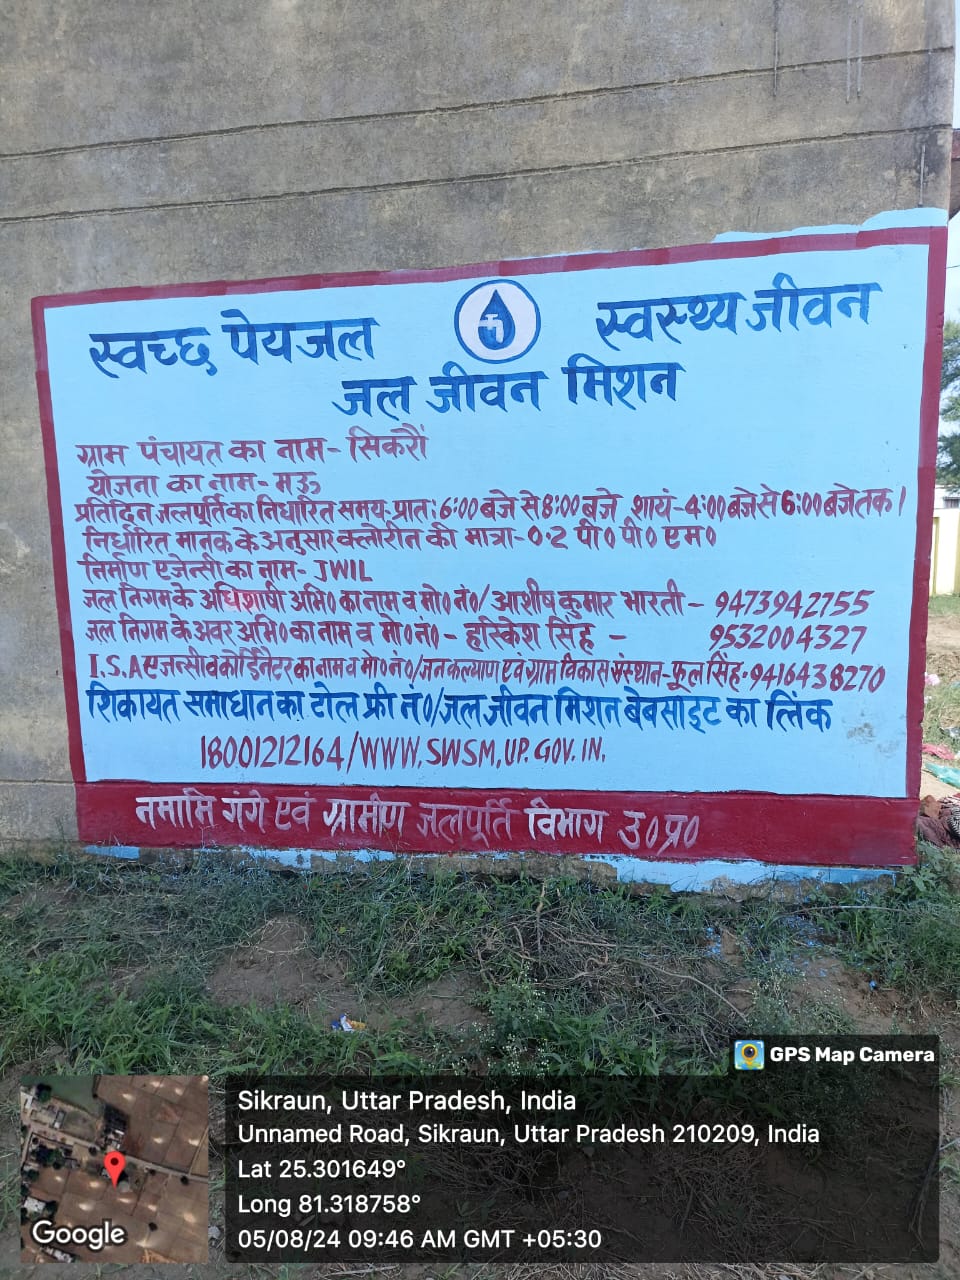 स्वच्छ पेयजल स्वस्थ्य जीवन
जल जीवन मिशन
ग्राम पंचायत का नाम - सिकरौं
योजना का नाम - मऊ
प्रतिदिन जलपूर्ति का निर्धारित समय - प्रातः 6:00 बजे से 8:00 बजे शायं - 4:00 बजे से 6:00 बजे तक।
निर्धारित मानक के अनुसार क्लोरीन की मात्रा - 0.2 पी० पी० एम०
निर्माण एजेन्सी का नाम - JWIL
जल निगम के अधिशाषी अभि० का नाम व मो० नं०/ आशीष कुमार भारती - 9473942755
जल निगम के अवर अभि० का नाम व मो० नं० - हरिकेश सिंह - 9532004327
I.S.A एजेन्सी व कोर्डिनेटर का नाम व मो० नं०/जन कल्याण एवं ग्राम विकास संस्थान - फूल सिंह - 9416438270
शिकायत समाधान का टोल फ्री नं०/जल जीवन मिशन बेबसाइट का लिंक
18001212164/WWW.SWSM,UP.GOV.IN.
नमामि गंगे एवं ग्रामीण जलपूर्ति विभाग उ०प्र०
GPS Map Camera
Sikraun, Uttar Pradesh, India
Unnamed Road, Sikraun, Uttar Pradesh 210209, India
Lat 25.301649°
Long 81.318758°
05/08/24 09:46 AM GMT +05:30
Google